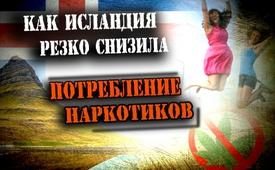 КАК ИСЛАНДИЯ
РЕЗКО СНИЗИЛА
ПОТРЕБЛЕНИЕ
НАРКОТИКОВ